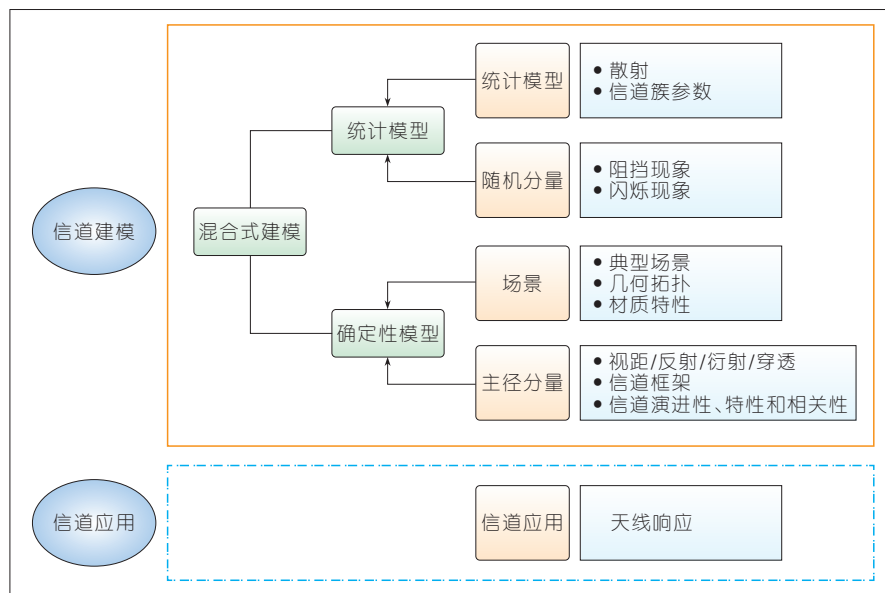 统计模型
• 散射
• 信道簇参数
统计模型
随机分量
• 阻挡现象
• 闪烁现象
信道建模
混合式建模
场景
• 典型场景
• 几何拓扑
• 材质特性
确定性模型
主径分量
• 视距/反射/衍射/穿透
• 信道框架
• 信道演进性、特性和相关性
信道应用
信道应用
天线响应